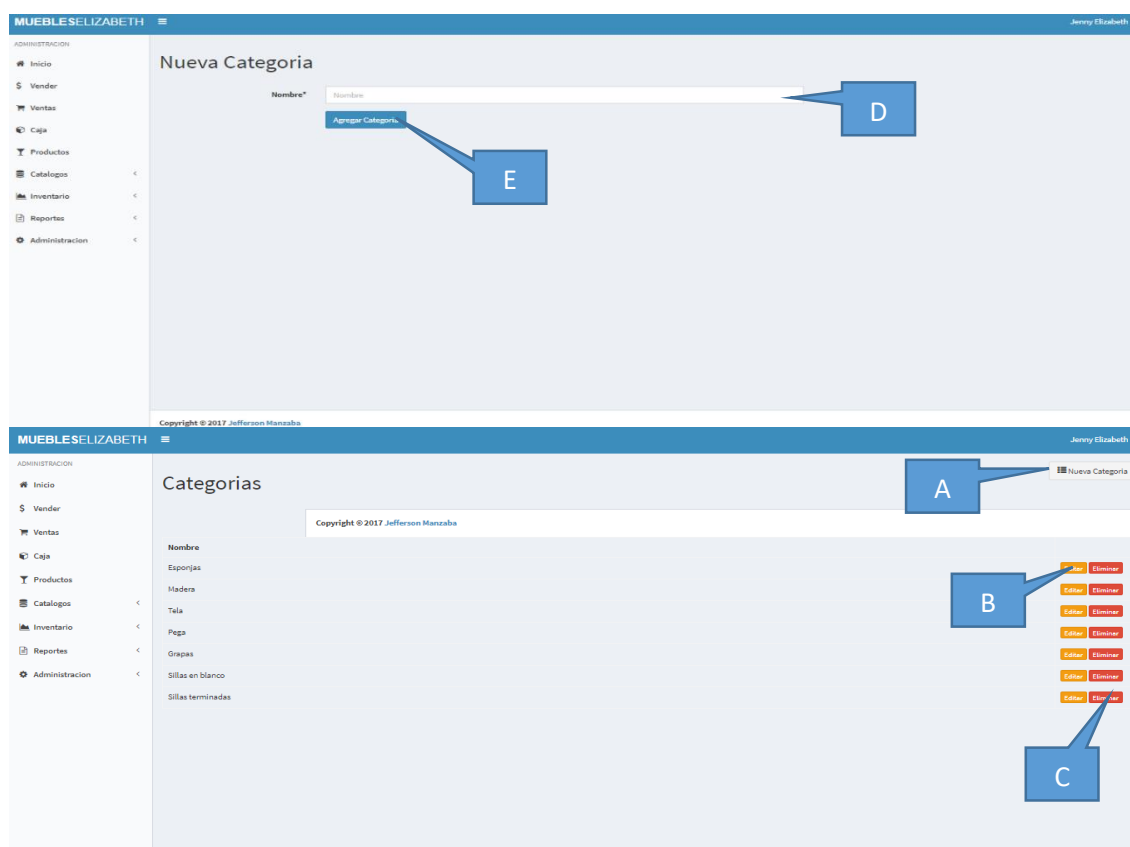 MUEBLESELIZABETH
Jenny Elizabeth
ADMINISTRACION
Inicio
$ Vender
Ventas
Caja
Productos
Catalogos <
Inventario <
Reportes <
Administracion <
Nueva Categoria
Nombre* Nombre
Agregar Categoria
D
E
Copyright © 2017 Jefferson Manzaba
MUEBLESELIZABETH
Jenny Elizabeth
ADMINISTRACION
Inicio
$ Vender
Ventas
Caja
Productos
Catalogos <
Inventario <
Reportes <
Administracion <
Categorias
A
Nueva Categoria
Copyright © 2017 Jefferson Manzaba
Nombre
Esponjas Editar Eliminar
Madera Editar Eliminar
Tela Editar Eliminar
Pega Editar Eliminar
Grapas Editar Eliminar
Sillas en blanco Editar Eliminar
Sillas terminadas Editar Eliminar
B
C